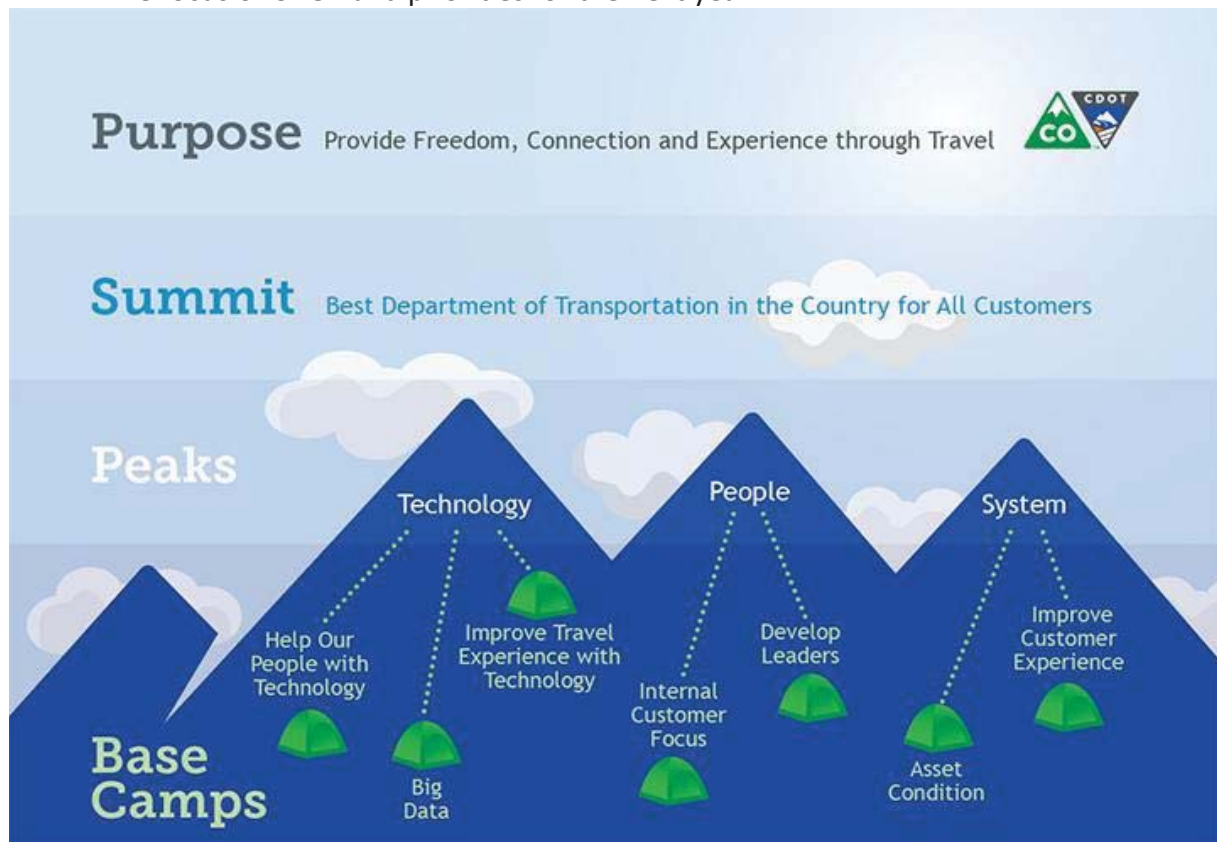 Purpose Provide Freedom, Connection and Experience through Travel
CO
CDOT
Summit Best Department of Transportation in the Country for All Customers
Peaks
Technology
People
System
Help Our
People with
Technology
Big
Data
Improve Travel
Experience with
Technology
Internal
Customer
Focus
Develop
Leaders
Asset
Condition
Improve
Customer
Experience
Base
Camps